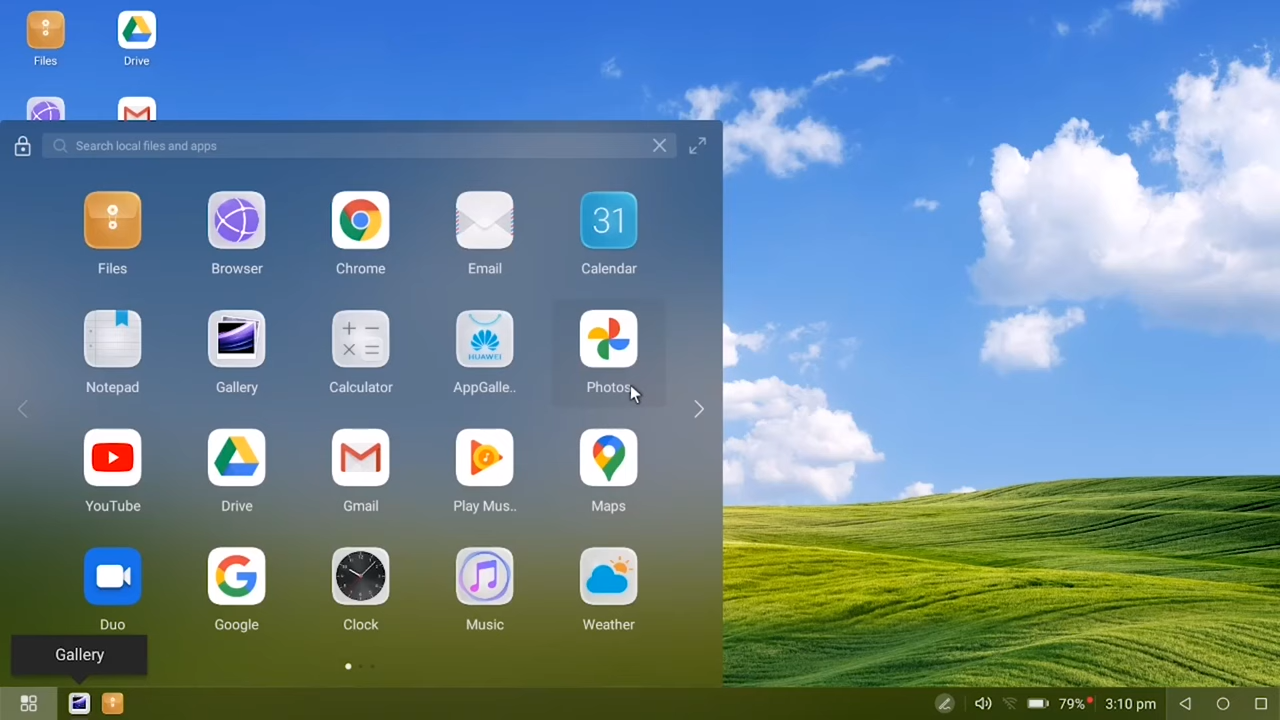 Files Drive
Search local files and apps
Files Browser Chrome Email 31 Calendar
Notepad Gallery Calculator HUAWEI AppGalle.. Photos
YouTube Drive Gmail Play Mus.. Maps
Duo Google Clock Music Weather
Gallery
79% 3:10 pm